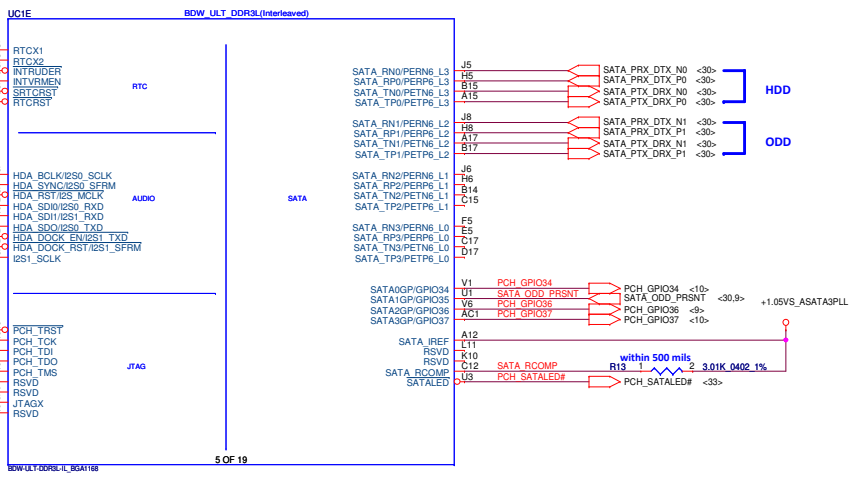 UC1E
BDW_ULT_DDR3L(Interleaved)
RTCX1
RTCX2
INTRUDER
INTVRMEN
SRTCRST
RTCRST
RTC
SATA_RN0/PERN6_L3 J5 SATA_PRX_DTX_N0 <30>
SATA_RP0/PERP6_L3 H5 SATA_PRX_DTX_P0 <30>
SATA_TN0/PETN6_L3 B15 SATA_PTX_DRX_N0 <30>
SATA_TP0/PETP6_L3 A15 SATA_PTX_DRX_P0 <30>
HDD
SATA_RN1/PERN6_L2 J8 SATA_PRX_DTX_N1 <30>
SATA_RP1/PERP6_L2 H8 SATA_PRX_DTX_P1 <30>
SATA_TN1/PETN6_L2 A17 SATA_PTX_DRX_N1 <30>
SATA_TP1/PETP6_L2 B17 SATA_PTX_DRX_P1 <30>
ODD
HDA_BCLK/I2S0_SCLK
HDA_SYNC/I2S0_SFRM
HDA_RST/I2S_MCLK
HDA_SDI0/I2S0_RXD
HDA_SDI1/I2S1_RXD
HDA_SDO/I2S0_TXD
HDA_DOCK_EN/I2S1_TXD
HDA_DOCK_RST/I2S1_SFRM
I2S1_SCLK
AUDIO
SATA
SATA_RN2/PERN6_L1 J6
SATA_RP2/PERP6_L1 H6
SATA_TN2/PETN6_L1 B14
SATA_TP2/PETP6_L1 C15
SATA_RN3/PERN6_L0 F5
SATA_RP3/PERP6_L0 E5
SATA_TN3/PETN6_L0 C17
SATA_TP3/PETP6_L0 D17
SATA0GP/GPIO34 V1 PCH_GPIO34 PCH_GPIO34 <10>
SATA1GP/GPIO35 U1 SATA_ODD_PRSNT SATA_ODD_PRSNT <30,9>
SATA2GP/GPIO36 V6 PCH_GPIO36 PCH_GPIO36 <9>
SATA3GP/GPIO37 AC1 PCH_GPIO37 PCH_GPIO37 <10>
+1.05VS_ASATA3PLL
PCH_TRST
PCH_TCK
PCH_TDI
PCH_TDO
PCH_TMS
RSVD
RSVD
JTAGX
RSVD
JTAG
SATA_IREF A12
RSVD L11
RSVD K10
within 500 mils
SATA_RCOMP C12 SATA_RCOMP R13 1 2 3.01K_0402_1%
SATALED U3 PCH_SATALED# PCH_SATALED# <33>
5 OF 19
BDW-ULT-DDR3L-IL_BGA1168